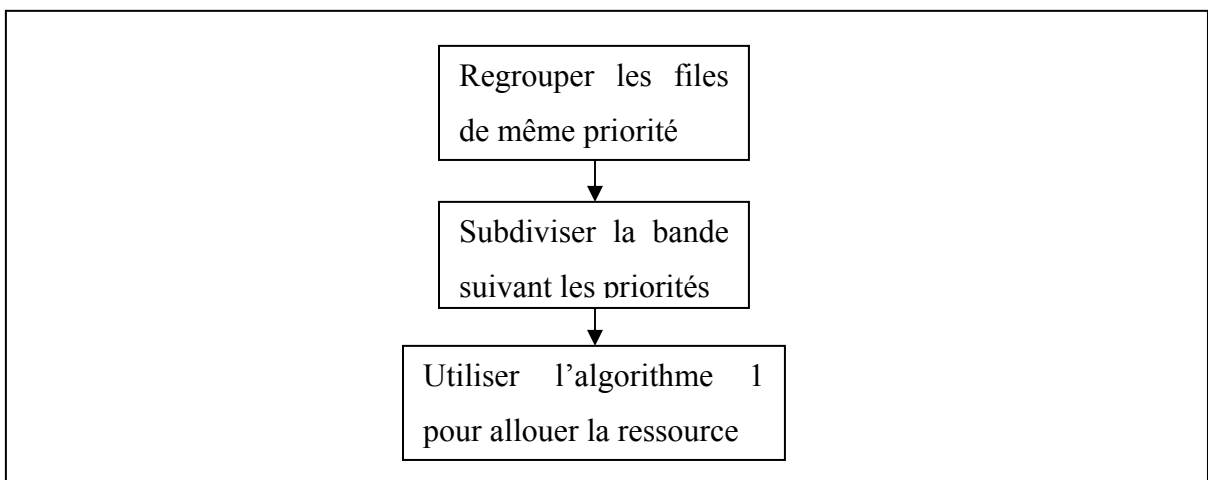 Regrouper les files
de même priorité
Subdiviser la bande
suivant les priorités
Utiliser l’algorithme 1
pour allouer la ressource